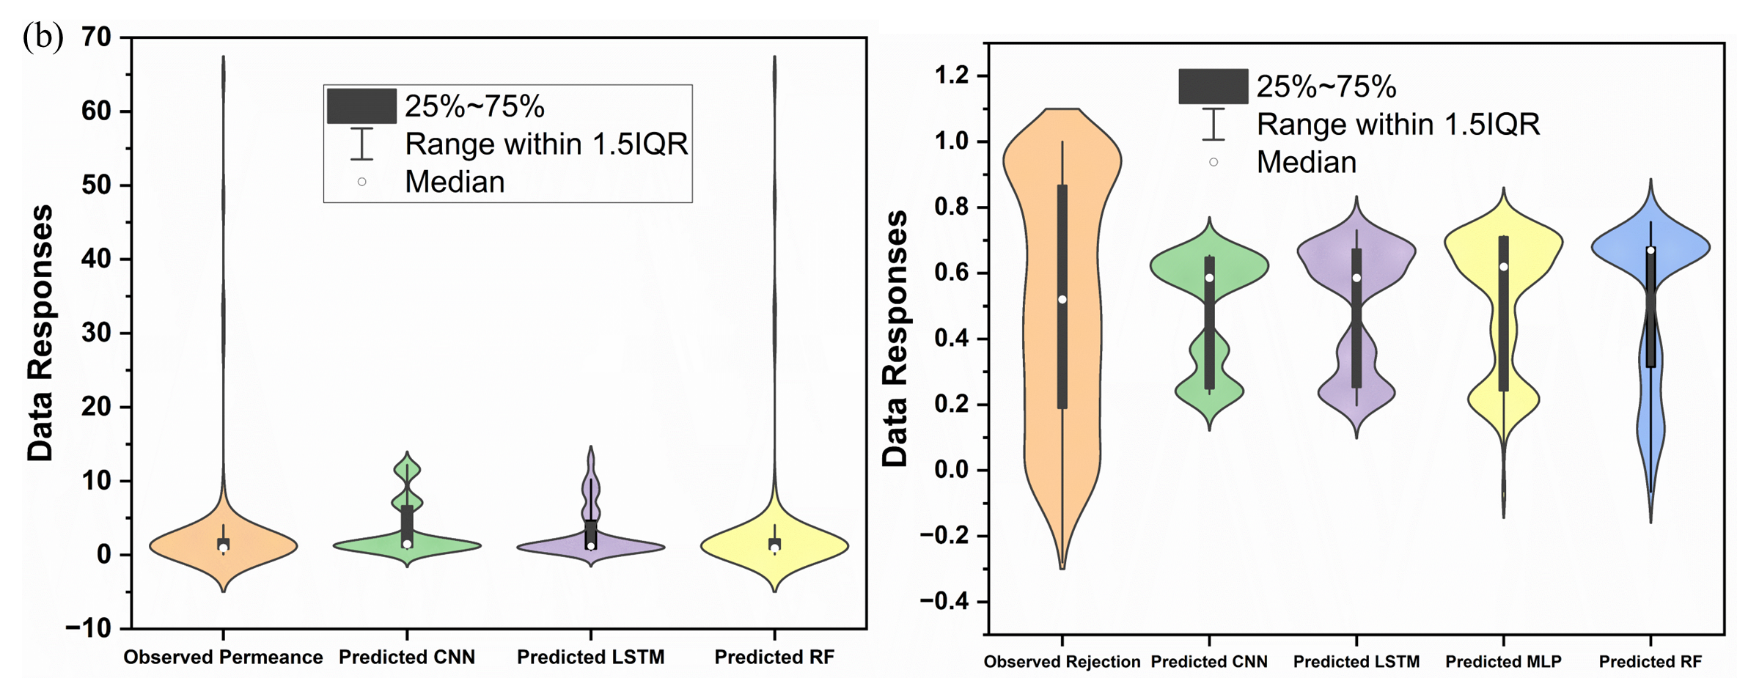 (b)
70
60
50
40
30
20
10
0
−10
Data Responses
25%~75%
Range within 1.5IQR
Median
Observed Permeance Predicted CNN Predicted LSTM Predicted RF
1.2
1.0
0.8
0.6
0.4
0.2
0.0
−0.2
−0.4
Data Responses
25%~75%
Range within 1.5IQR
Median
Observed Rejection Predicted CNN Predicted LSTM Predicted MLP Predicted RF